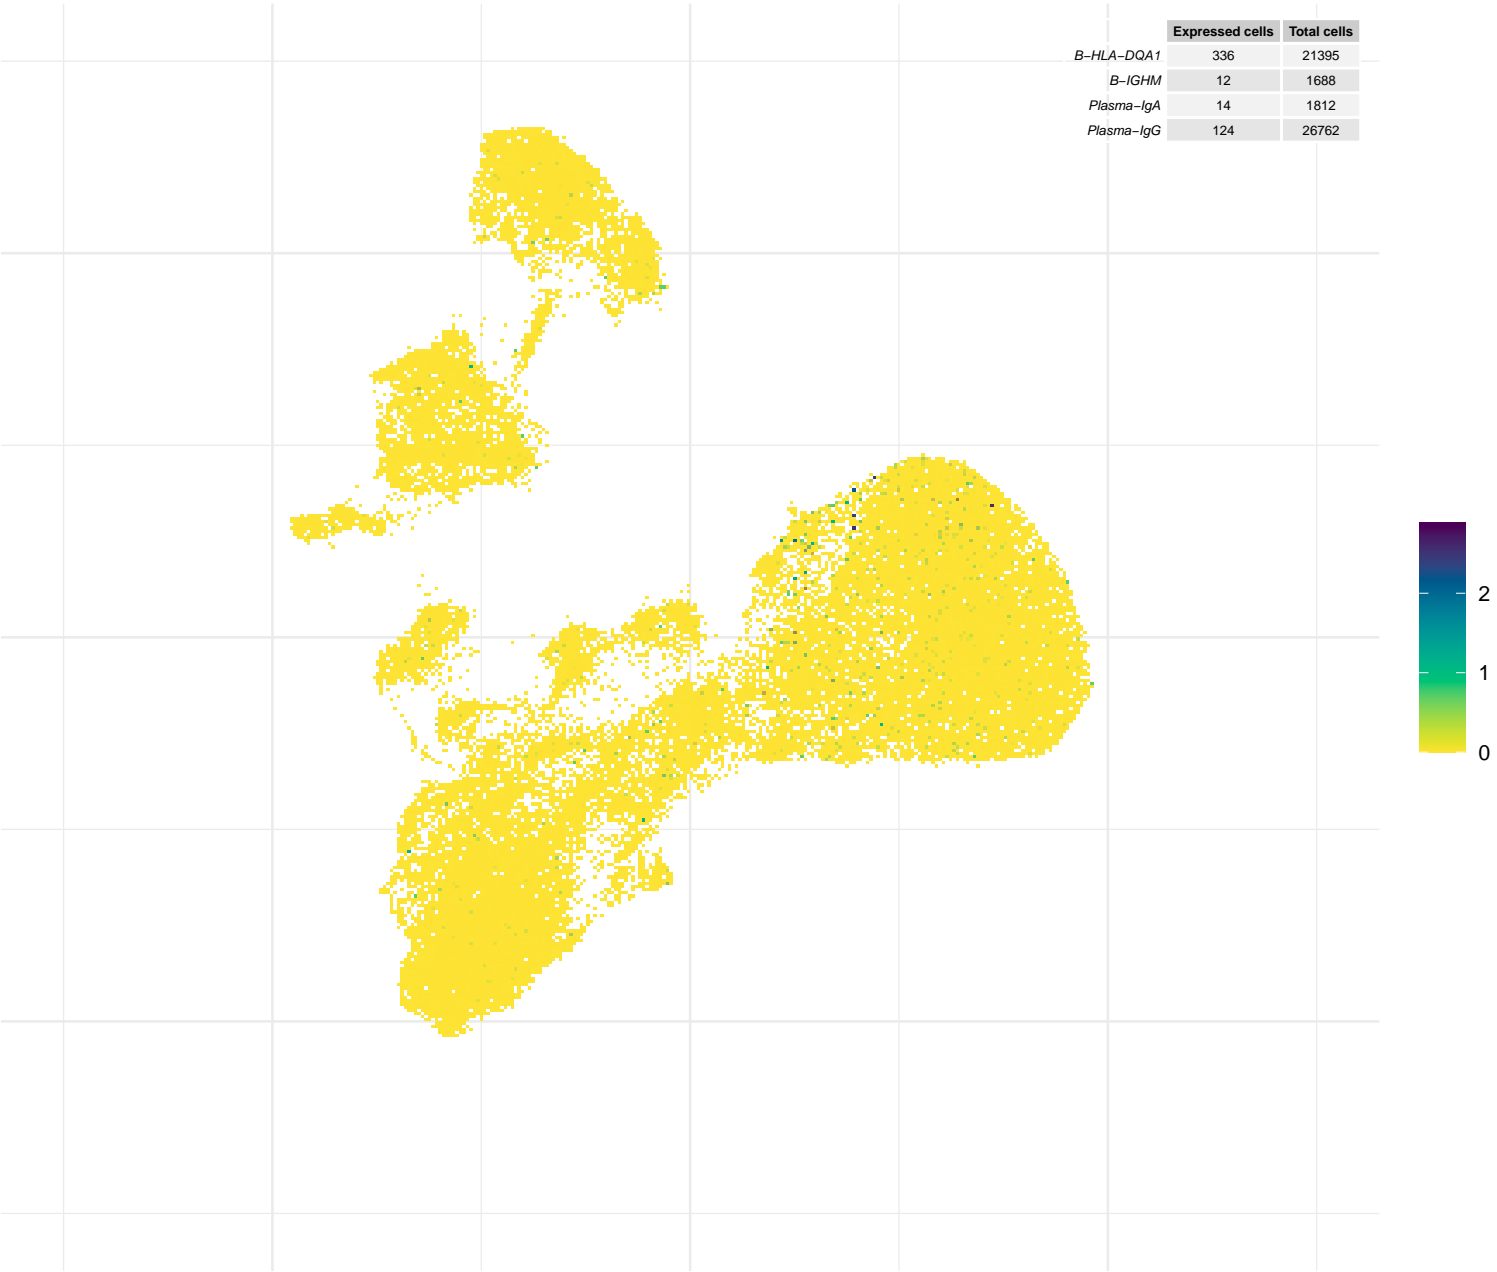 Expressed cells Total cells
B−HLA−DQA1 336 21395
B−IGHM 12 1688
Plasma−IgA 14 1812
Plasma−IgG 124 26762
2
1
0